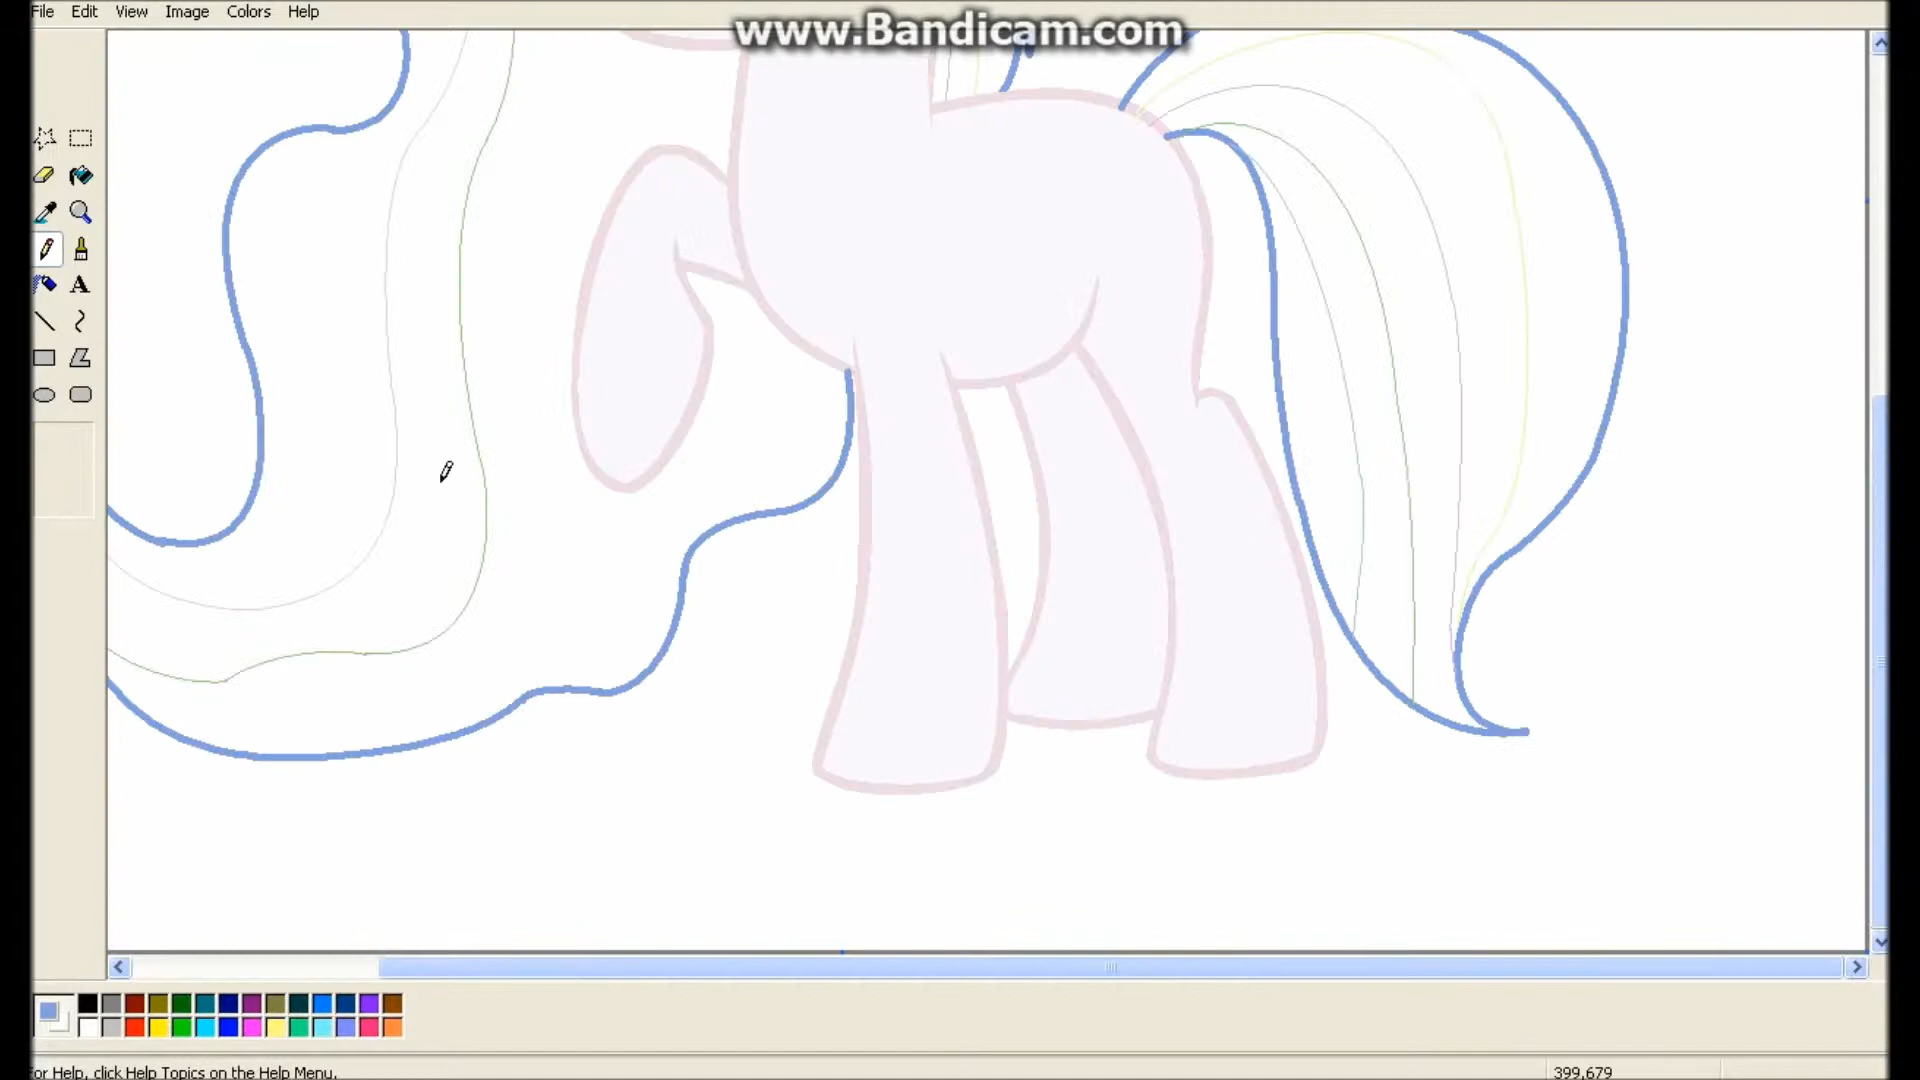 File Edit View Image Colors Help
www.Bandicam.com
A
For Help, click Help Topics on the Help Menu.
399,679